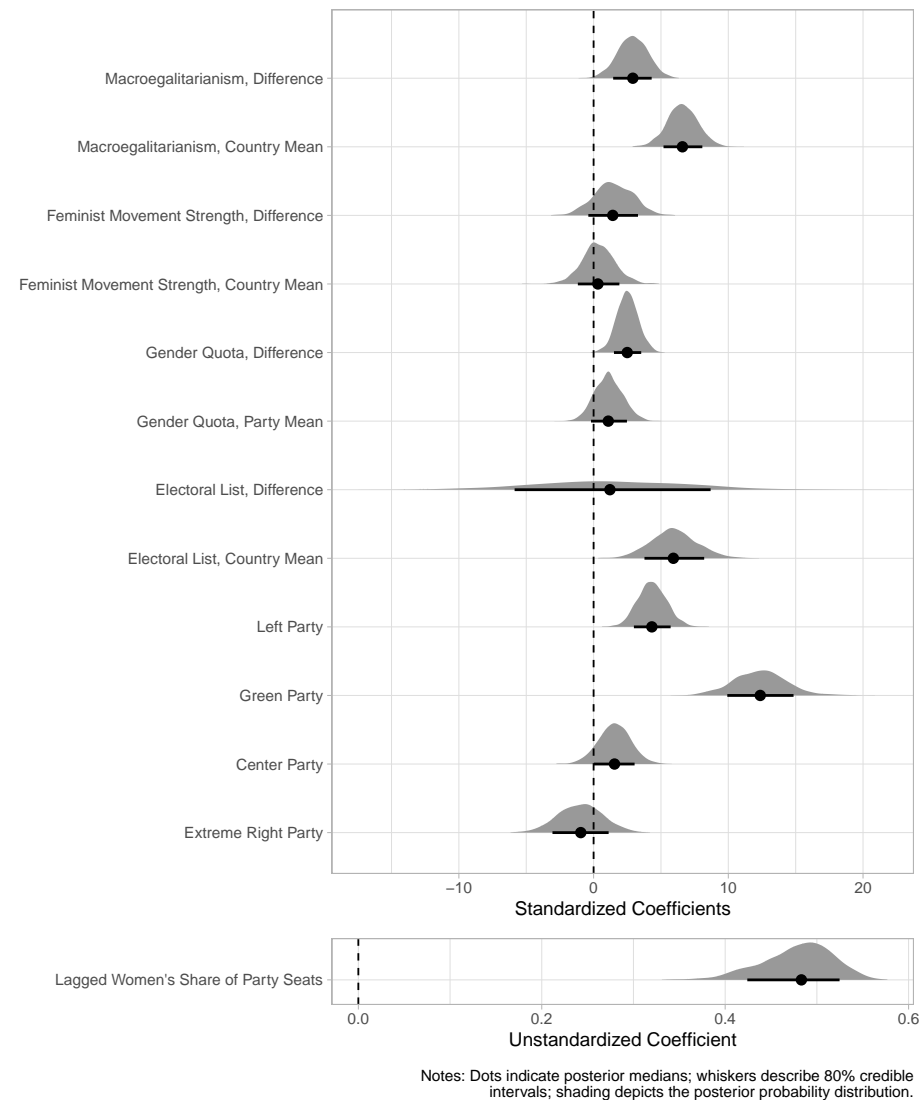 Macroegalitarianism, Difference
Macroegalitarianism, Country Mean
Feminist Movement Strength, Difference
Feminist Movement Strength, Country Mean
Gender Quota, Difference
Gender Quota, Party Mean
Electoral List, Difference
Electoral List, Country Mean
Left Party
Green Party
Center Party
Extreme Right Party
−10 0 10 20
Standardized Coefficients
Lagged Women's Share of Party Seats
0.0 0.2 0.4 0.6
Unstandardized Coefficient
Notes: Dots indicate posterior medians; whiskers describe 80% credible
intervals; shading depicts the posterior probability distribution.